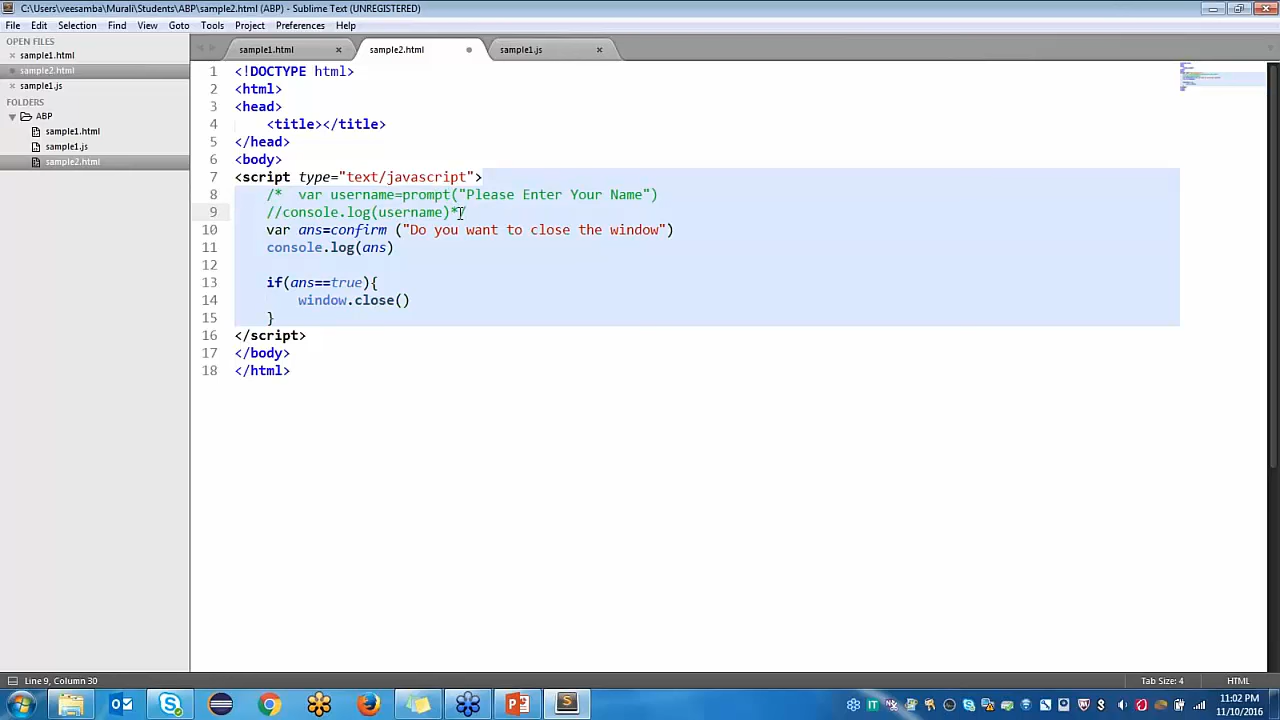 C:\Users\veesamba\Murali\Students\ABP\sample2.html (ABP) - Sublime Text (UNREGISTERED)
File Edit Selection Find View Goto Tools Project Preferences Help
OPEN FILES
sample1.html
sample2.html
sample1.js
FOLDERS
ABP
sample1.html
sample1.js
sample2.html
sample1.html sample2.html sample1.js
1 <!DOCTYPE html>
2 <html>
3 <head>
4 <title></title>
5 </head>
6 <body>
7 <script type="text/javascript">
8 /*  var username=prompt("Please Enter Your Name")
9 //console.log(username)*/
10 var ans=confirm ("Do you want to close the window")
11 console.log(ans)
12
13 if(ans==true){
14 window.close()
15 }
16 </script>
17 </body>
18 </html>
Line 9, Column 30 Tab Size: 4 HTML
11:02 PM
11/10/2016